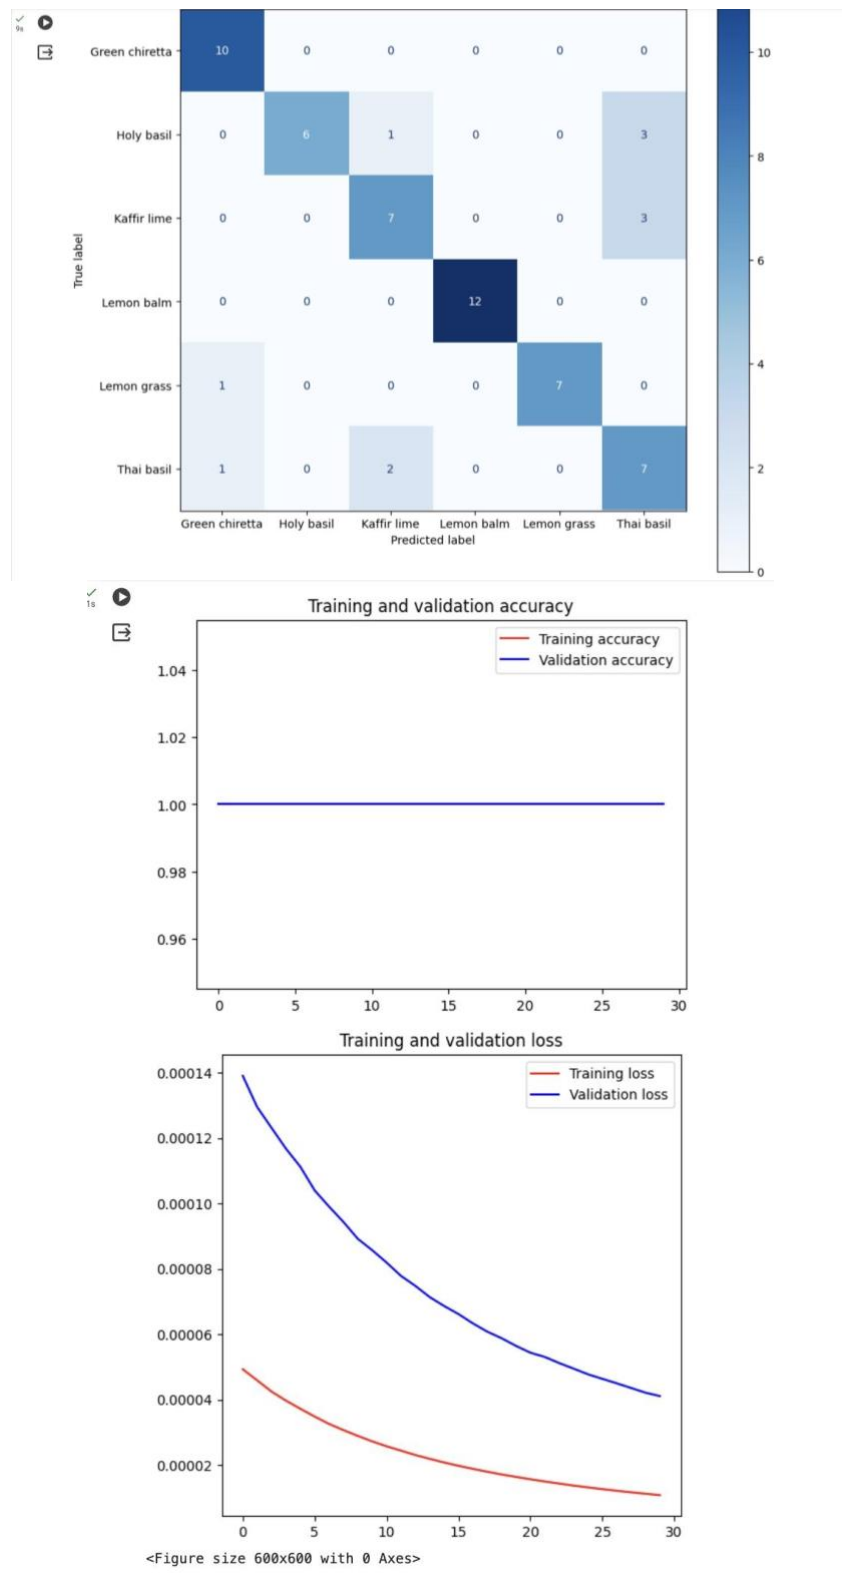 9s
10
Green chiretta 10 0 0 0 0 0
8
Holy basil 0 6 1 0 0 3
Kaffir lime 0 0 7 0 0 3
6
True label
Lemon balm 0 0 0 12 0 0
4
Lemon grass 1 0 0 0 7 0
2
Thai basil 1 0 2 0 0 7
Green chiretta Holy basil Kaffir lime Lemon balm Lemon grass Thai basil
Predicted label
0
1s
Training and validation accuracy
Training accuracy
Validation accuracy
1.04
1.02
1.00
0.98
0.96
0 5 10 15 20 25 30
Training and validation loss
Training loss
Validation loss
0.00014
0.00012
0.00010
0.00008
0.00006
0.00004
0.00002
0 5 10 15 20 25 30
<Figure size 600x600 with 0 Axes>